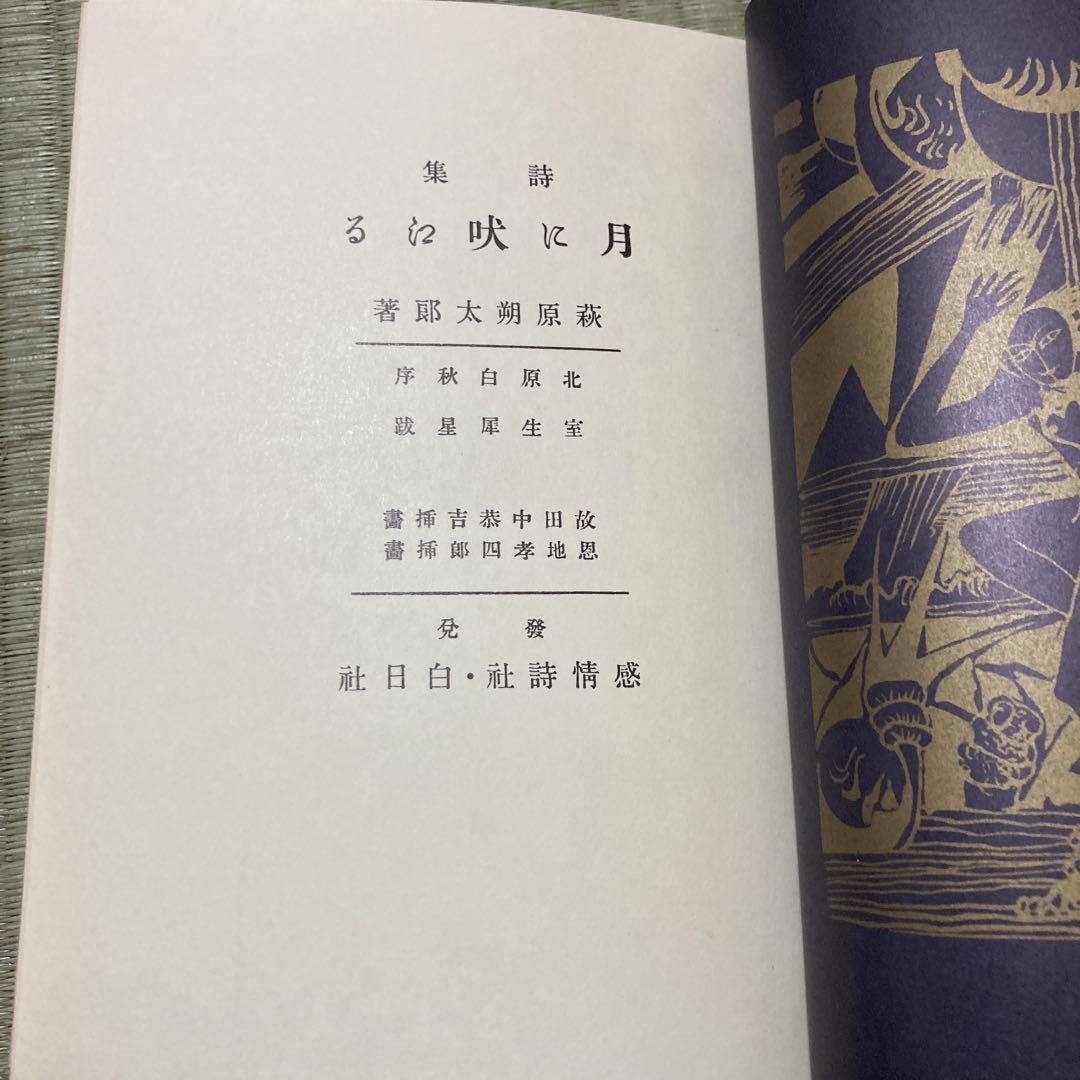 詩集
月に吠える
萩原朔太郎著
北原白秋序
室生犀星跋
故田中恭吉挿畫
恩地孝四郎挿畫
發兌
感情詩社・白日社